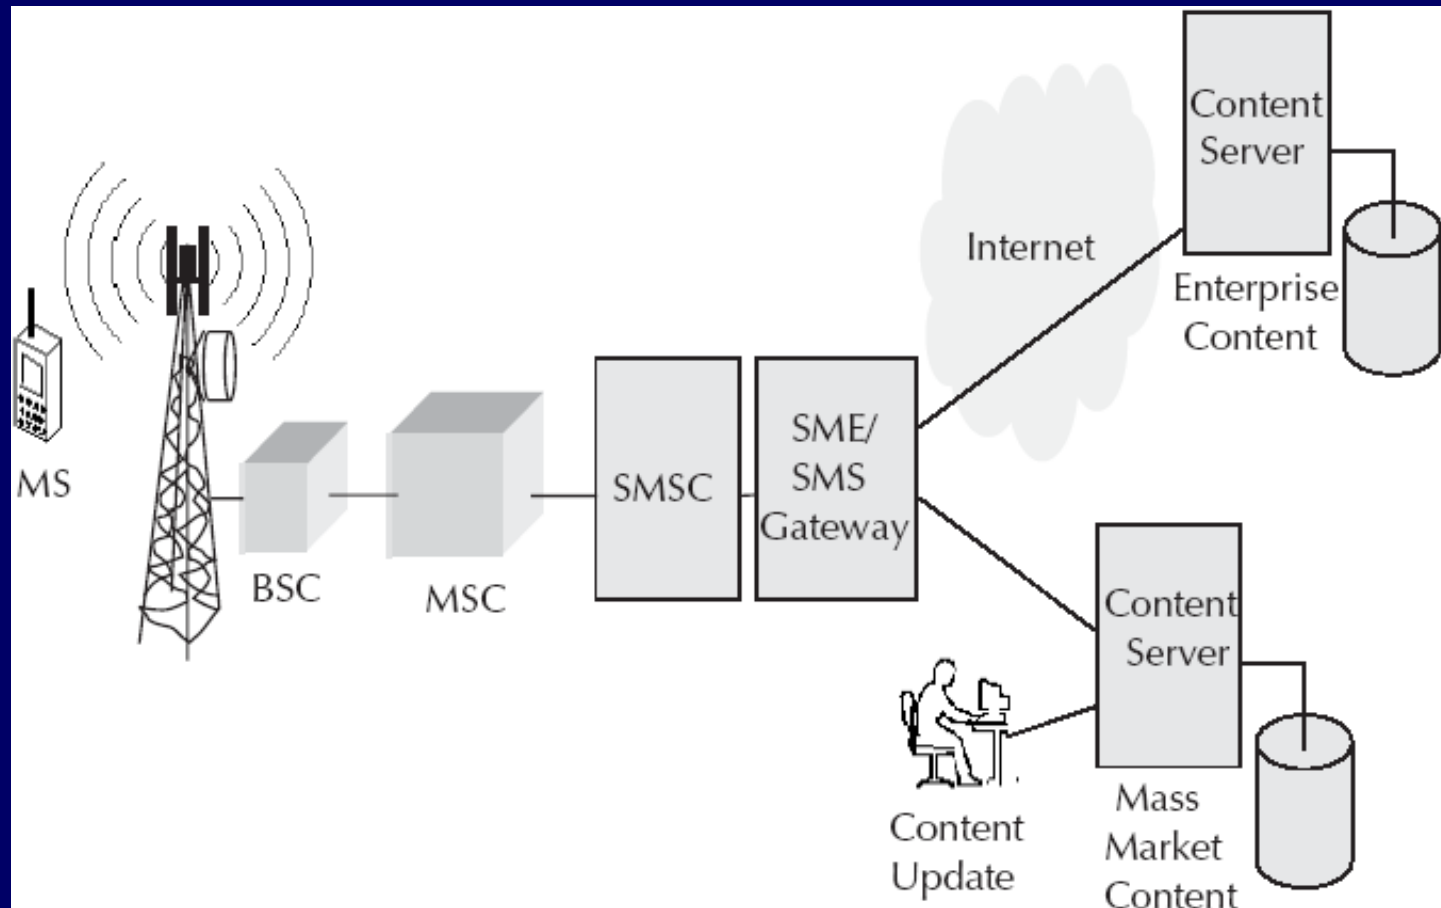 MS
BSC
MSC
SMSC
SME/
SMS
Gateway
Internet
Content
Server
Enterprise
Content
Content
Server
Mass
Market
Content
Content
Update